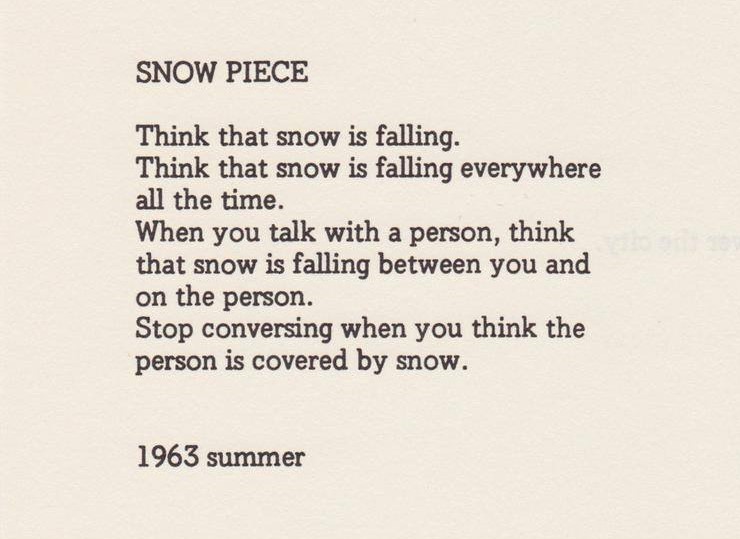 SNOW PIECE
Think that snow is falling.
Think that snow is falling everywhere
all the time.
When you talk with a person, think
that snow is falling between you and
on the person.
Stop conversing when you think the
person is covered by snow.
1963 summer